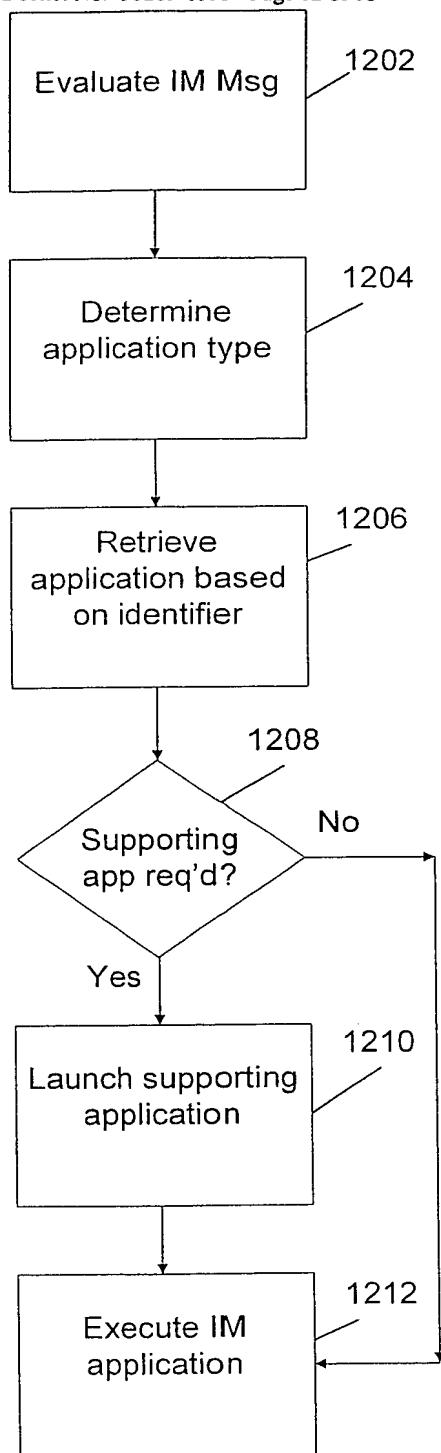 Evaluate IM Msg
1202
Determine
application type
1204
Retrieve
application based
on identifier
1206
Supporting
app req'd?
1208
No
Yes
Launch supporting
application
1210
Execute IM
application
1212